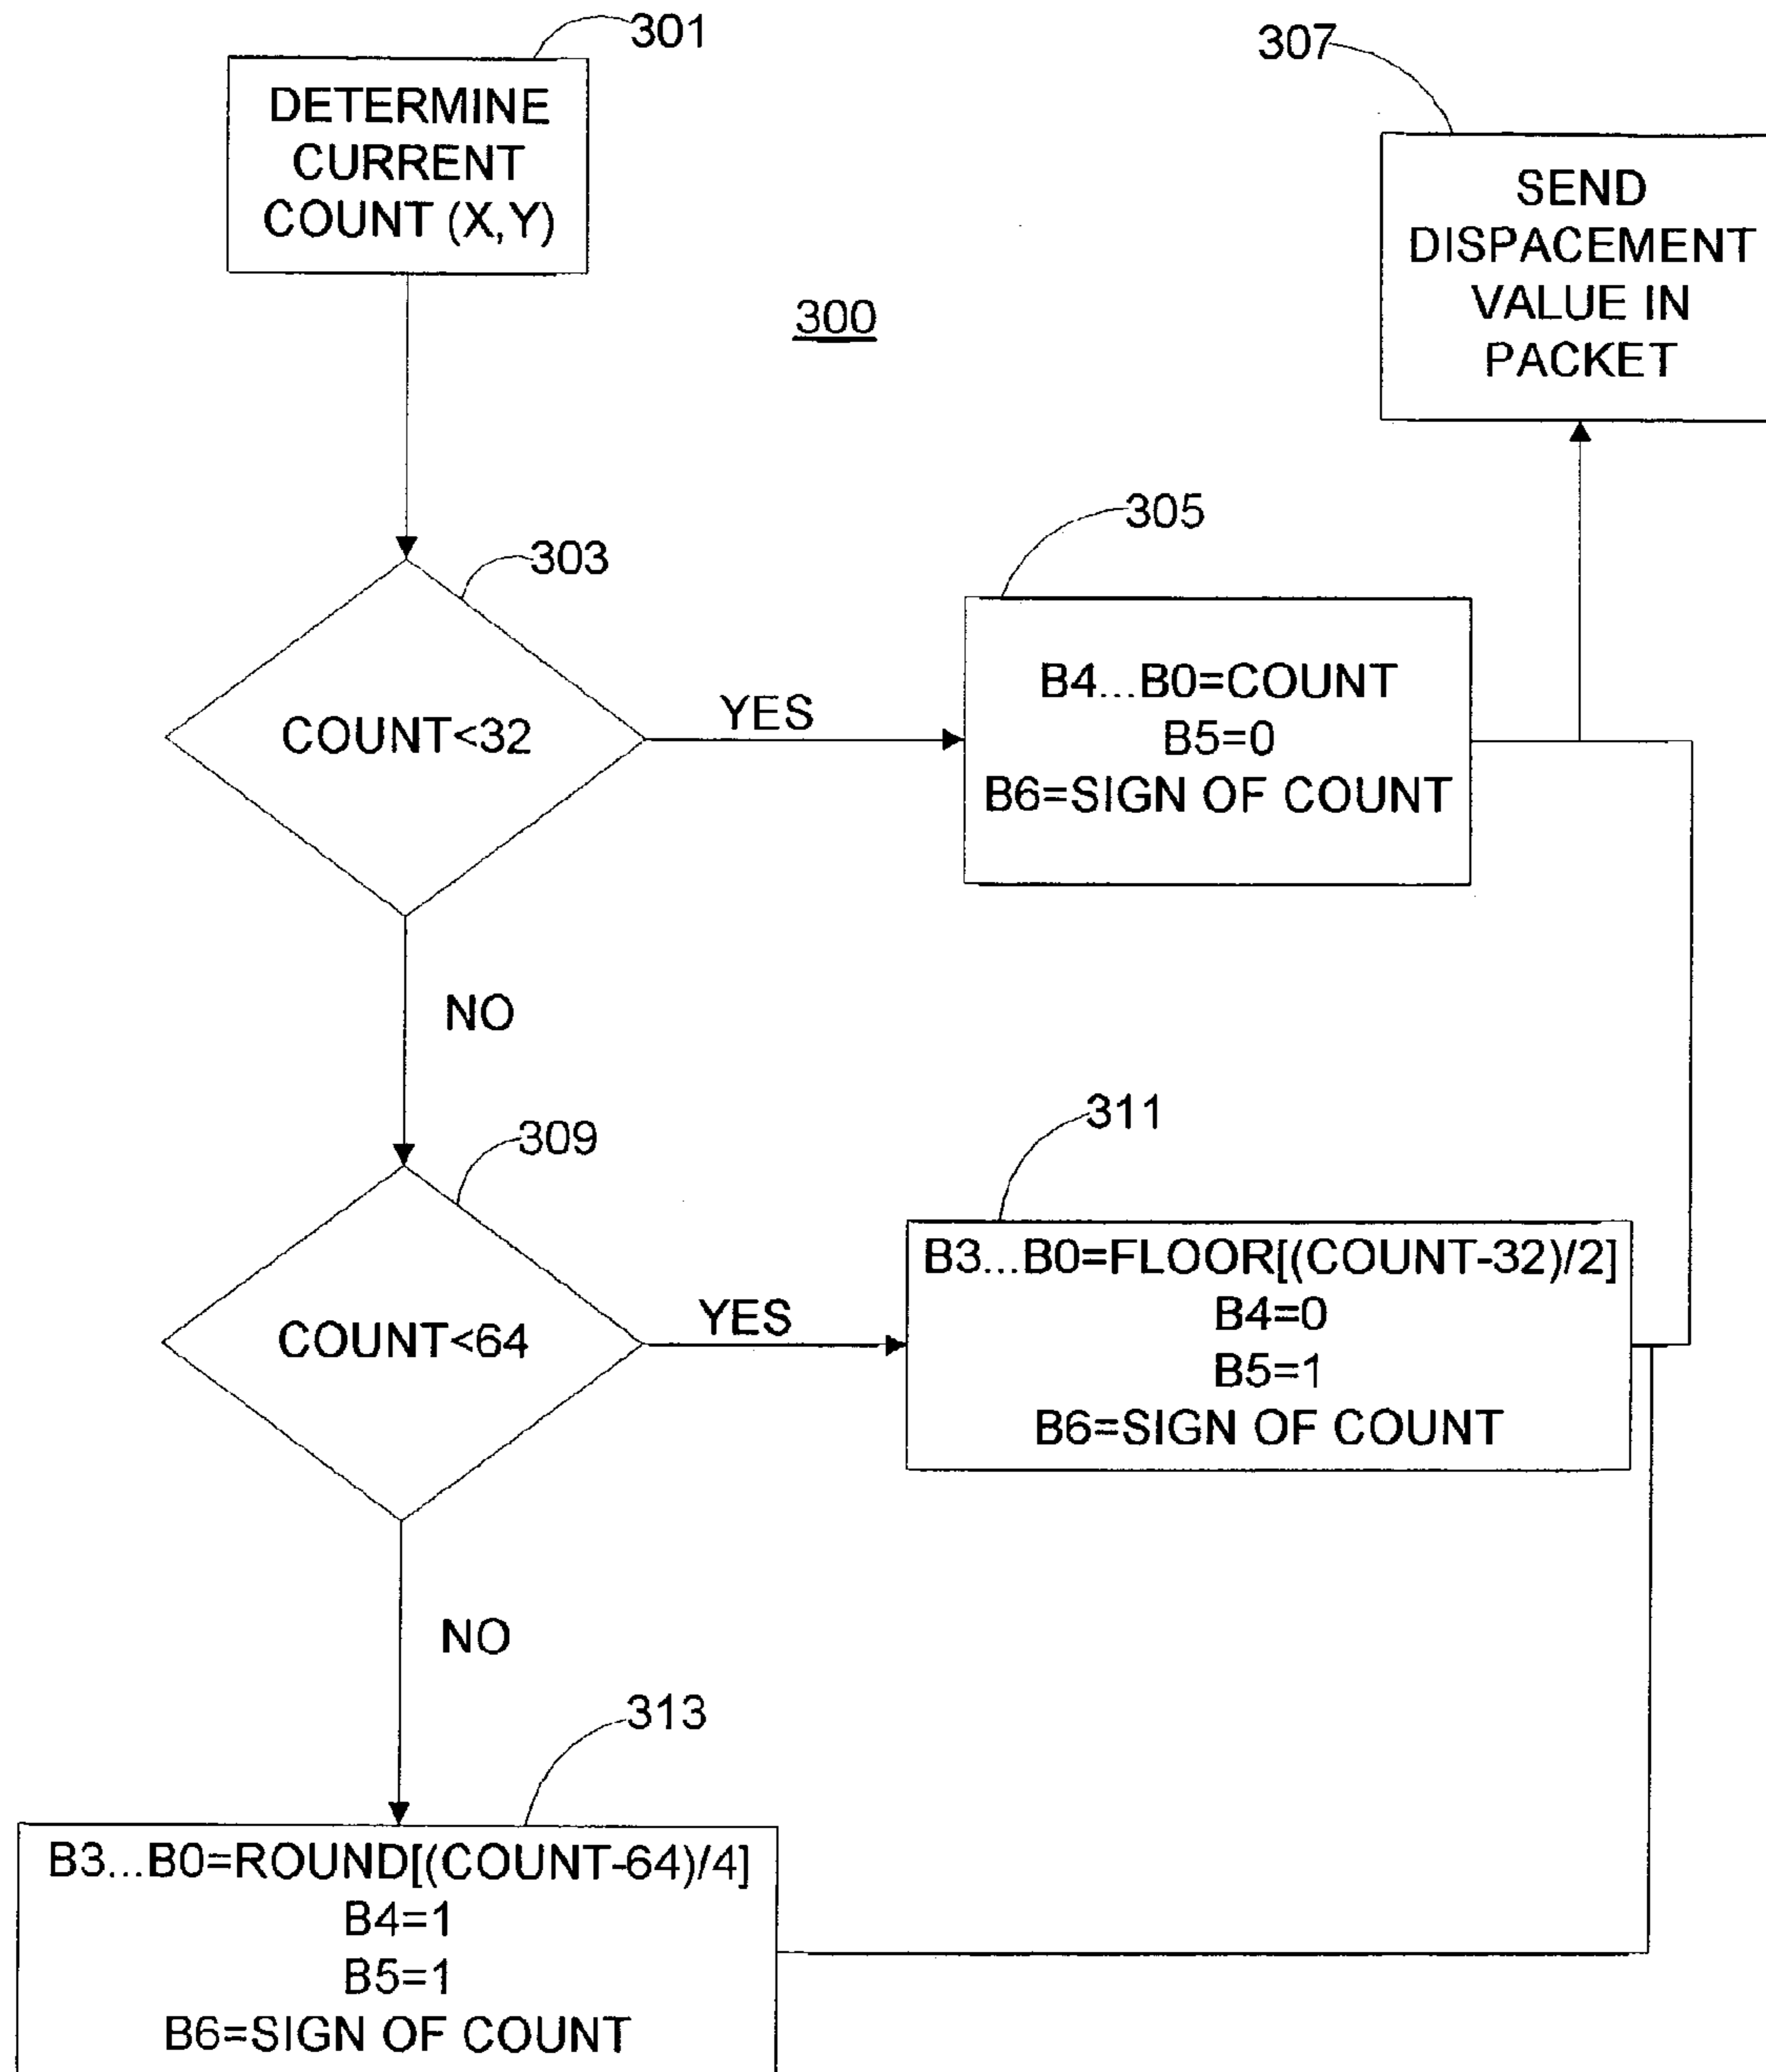 301
DETERMINE
CURRENT
COUNT (X,Y)
307
SEND
DISPACEMENT
VALUE IN
PACKET
300
303
COUNT<32
YES
305
B4...B0=COUNT
B5=0
B6=SIGN OF COUNT
NO
309
COUNT<64
YES
311
B3...B0=FLOOR[(COUNT-32)/2]
B4=0
B5=1
B6=SIGN OF COUNT
NO
313
B3...B0=ROUND[(COUNT-64)/4]
B4=1
B5=1
B6=SIGN OF COUNT